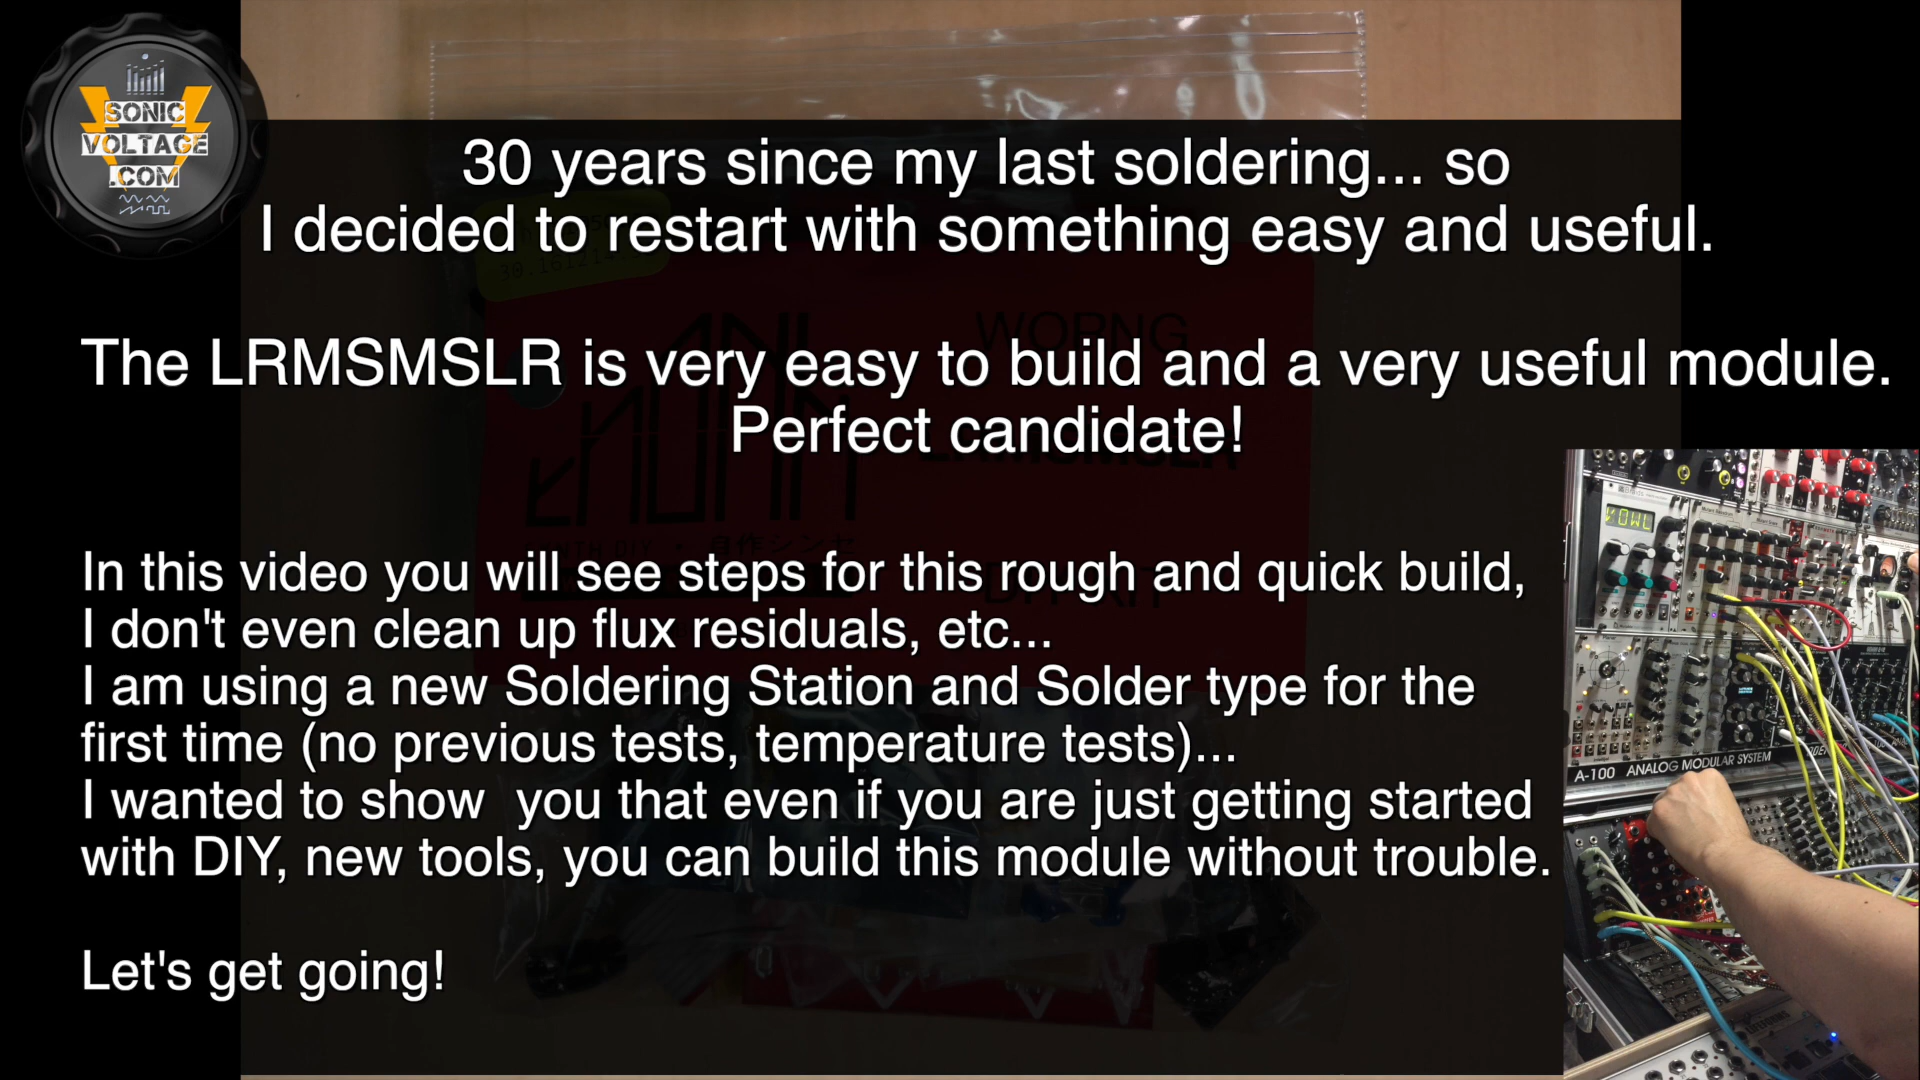 SONIC
VOLTAGE
.COM
30 years since my last soldering... so
I decided to restart with something easy and useful.
WORNG
The LRMSMSLR is very easy to build and a very useful module.
Perfect candidate!
In this video you will see steps for this rough and quick build,
I don't even clean up flux residuals, etc...
I am using a new Soldering Station and Solder type for the
first time (no previous tests, temperature tests)...
I wanted to show  you that even if you are just getting started
with DIY, new tools, you can build this module without trouble.
Let's get going!
VOWL
A-100 ANALOG MODULAR SYSTEM